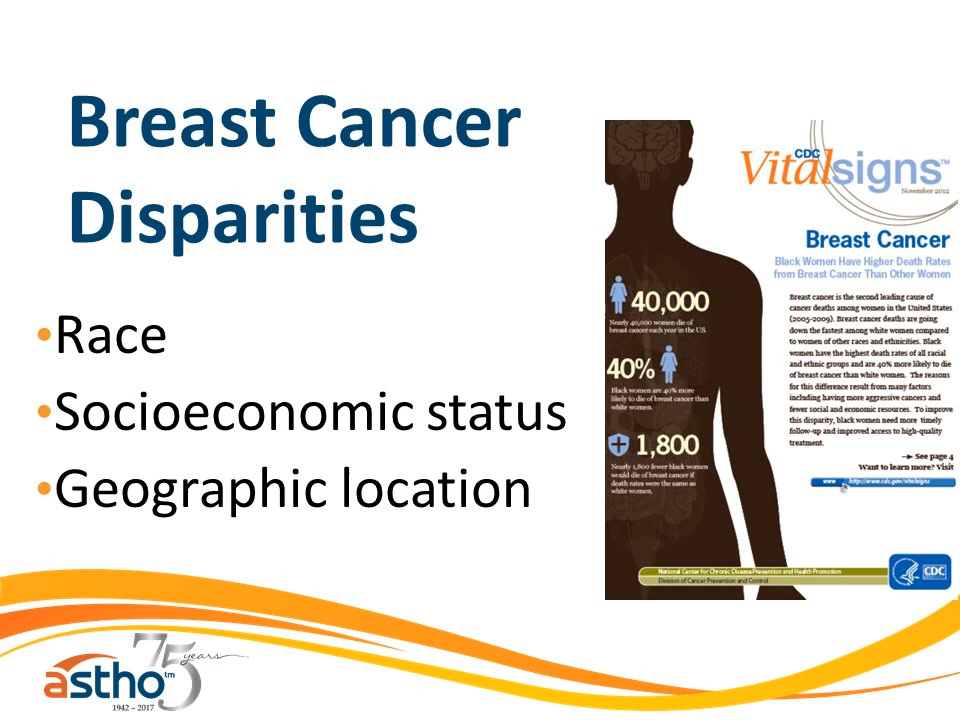 Breast Cancer
Disparities
•Race
•Socioeconomic status
•Geographic location
CDC
Vitalsigns™
November 2012
Breast Cancer
Black Women Have Higher Death Rates
from Breast Cancer Than Other Women
40,000
Nearly 40,000 women die of
breast cancer each year in the US.
40%
Black women are 40% more
likely to die of breast cancer than
white women.
1,800
Nearly 1,800 fewer black women
would die of breast cancer if
death rates were the same as
white women.
Breast cancer is the second leading cause of
cancer deaths among women in the United States
(2005-2009). Breast cancer deaths are going
down the fastest among white women compared
to women of other races and ethnicities. Black
women have the highest death rates of all racial
and ethnic groups and are 40% more likely to die
of breast cancer than white women. The reasons
for this difference result from many factors
including having more aggressive cancers and
fewer social and economic resources. To improve
this disparity, black women need more timely
follow-up and improved access to high-quality
treatment.
→ See page 4
Want to learn more? Visit
www http://www.cdc.gov/vitalsigns
National Center for Chronic Disease Prevention and Health Promotion
Division of Cancer Prevention and Control
CDC
astho™
75 years
1942 – 2017